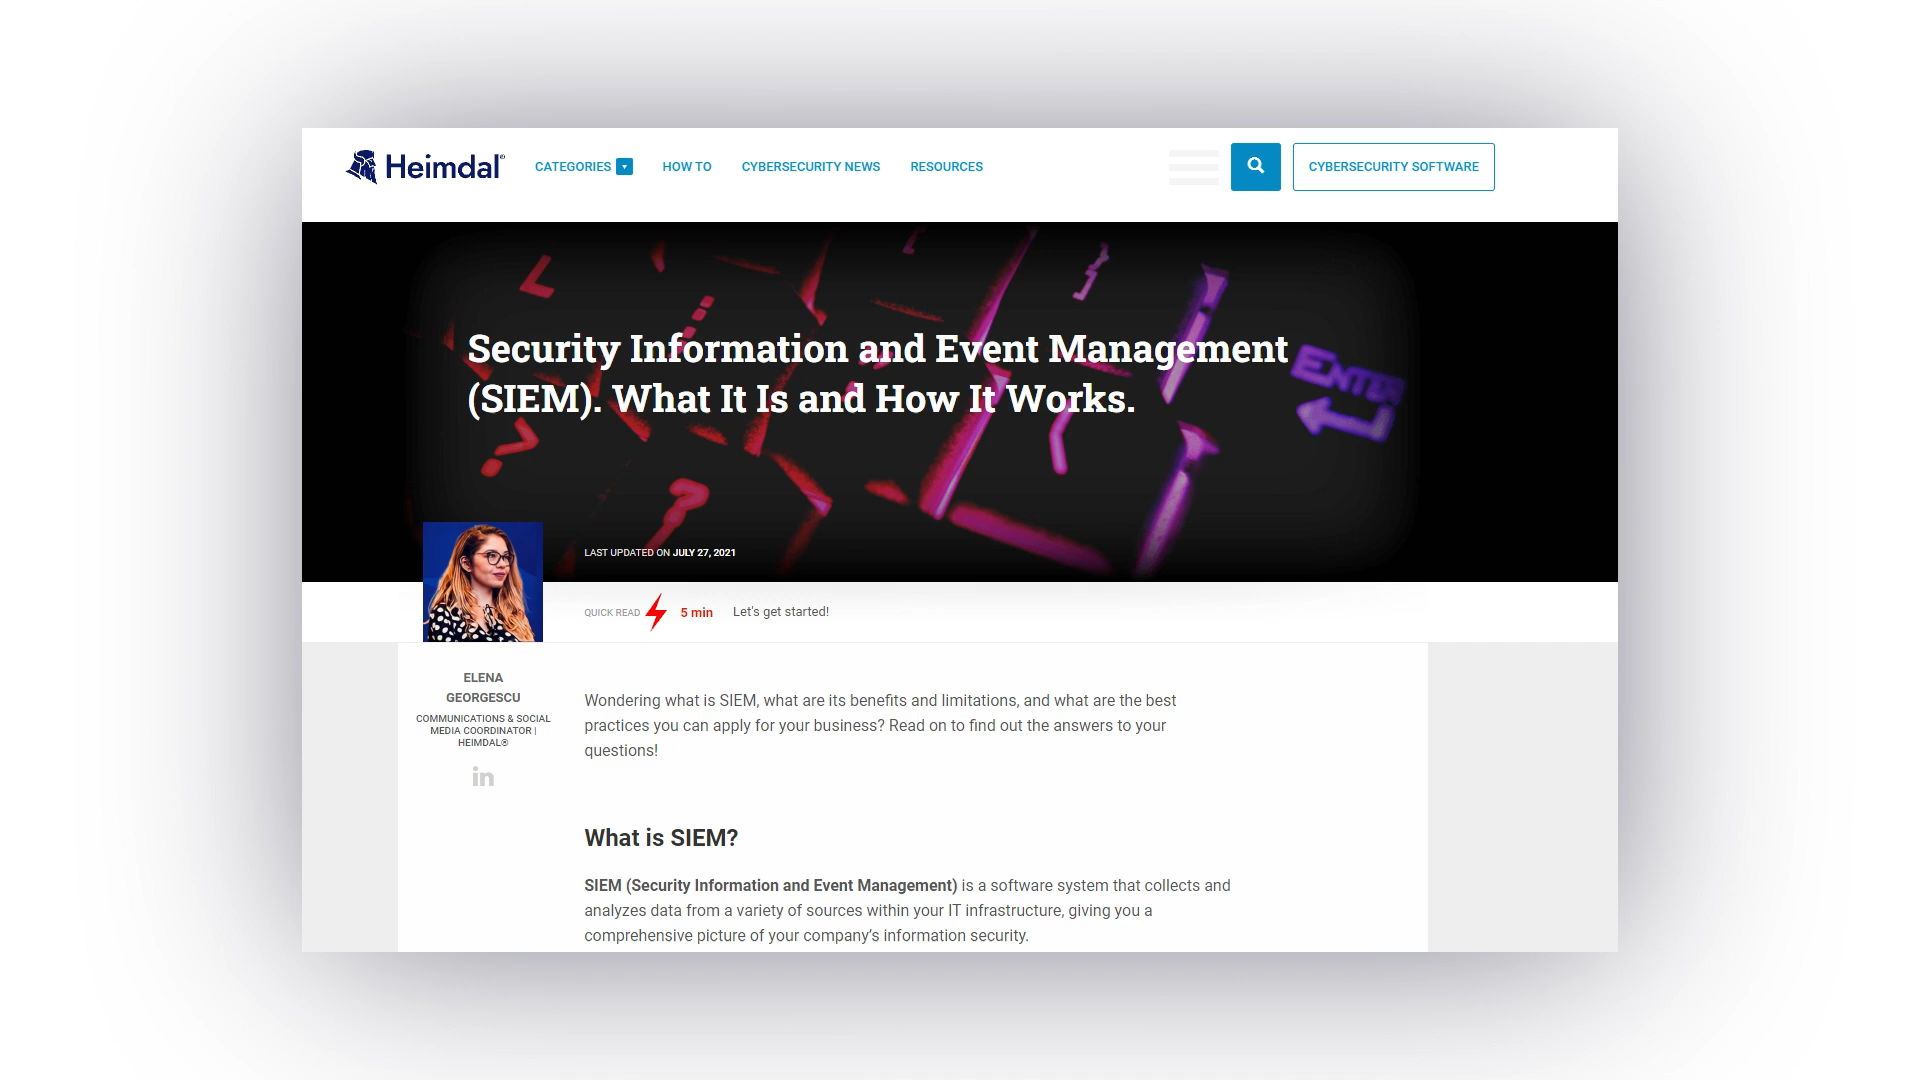 Heimdal®
CATEGORIES
HOW TO
CYBERSECURITY NEWS
RESOURCES
CYBERSECURITY SOFTWARE
Security Information and Event Management
(SIEM). What It Is and How It Works.
ENTER
LAST UPDATED ON JULY 27, 2021
QUICK READ
5 min
Let's get started!
ELENA
GEORGESCU
COMMUNICATIONS & SOCIAL
MEDIA COORDINATOR |
HEIMDAL®
in
Wondering what is SIEM, what are its benefits and limitations, and what are the best
practices you can apply for your business? Read on to find out the answers to your
questions!
What is SIEM?
SIEM (Security Information and Event Management) is a software system that collects and
analyzes data from a variety of sources within your IT infrastructure, giving you a
comprehensive picture of your company’s information security.